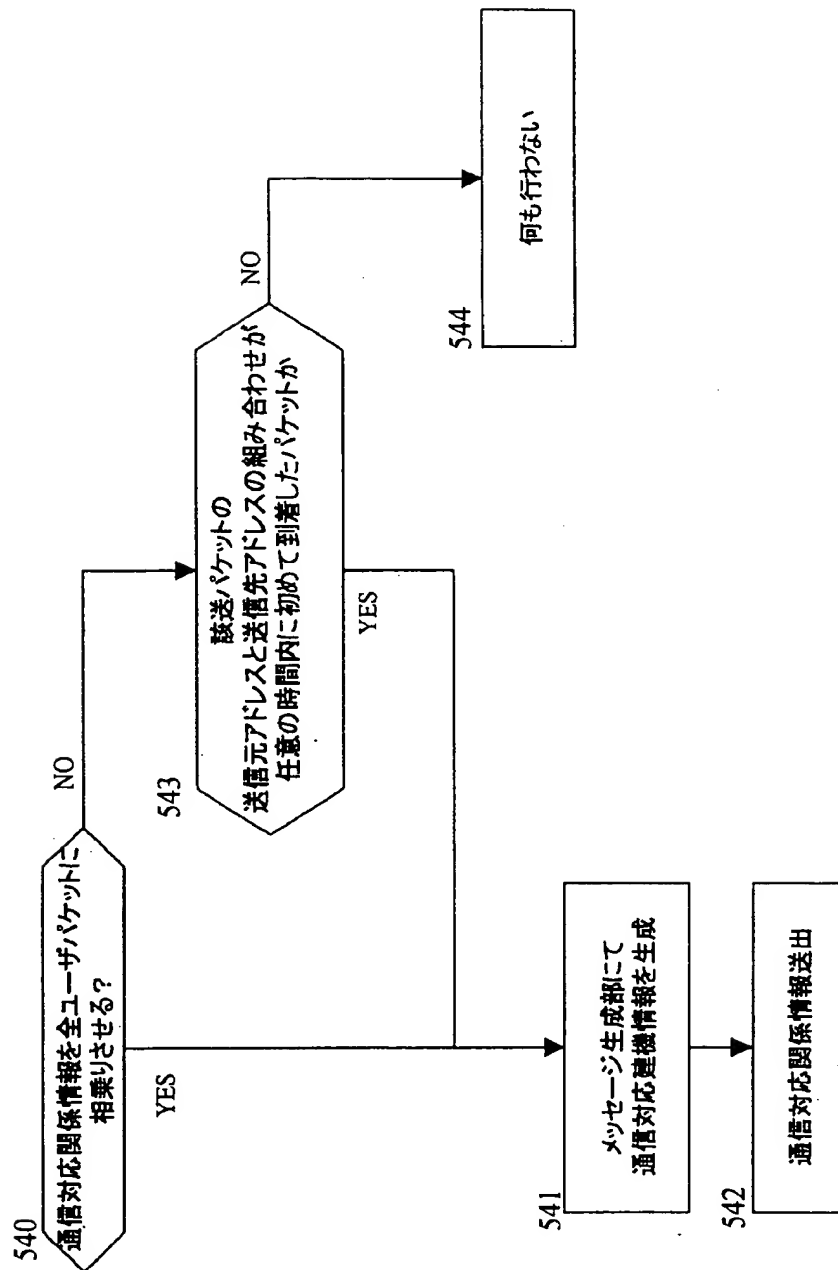 540
通信対応関係情報を全ユーザパケットに
相乗りさせる？
NO
YES
543
該送パケットの
送信元アドレスと送信先アドレスの組み合わせが
任意の時間内に初めて到着したパケットか
NO
YES
544
何も行わない
541
メッセージ生成部にて
通信対応建機情報を生成
542
通信対応関係情報送出